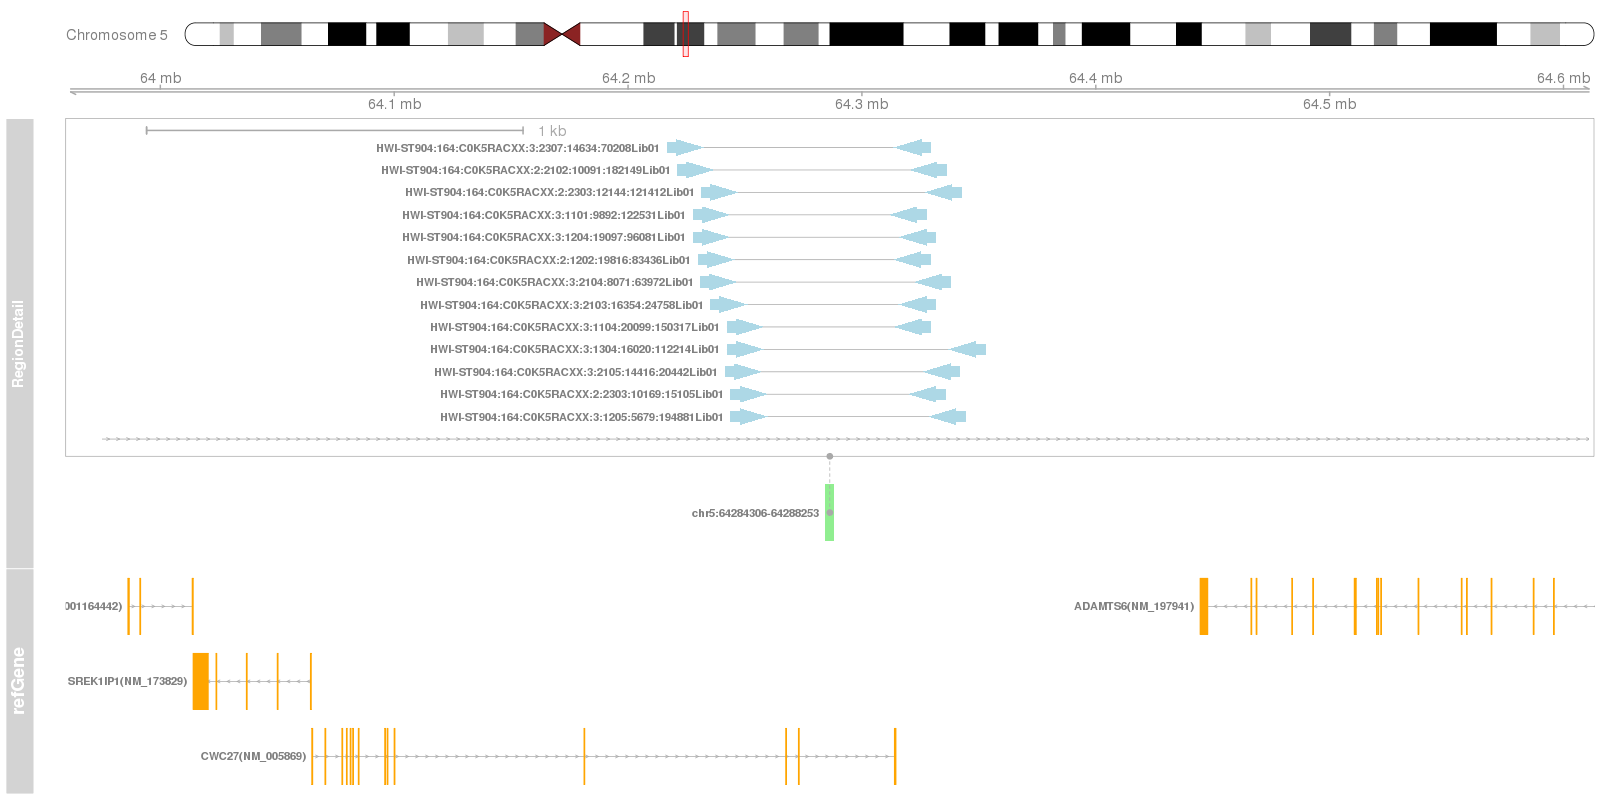 Chromosome 5
64 mb
64.2 mb
64.4 mb
64.6 mb
64.1 mb
64.3 mb
64.5 mb
RegionDetail
1 kb
HWI-ST904:164:C0K5RACXX:3:2307:14634:70208Lib01
HWI-ST904:164:C0K5RACXX:2:2102:10091:182149Lib01
HWI-ST904:164:C0K5RACXX:2:2303:12144:121412Lib01
HWI-ST904:164:C0K5RACXX:3:1101:9892:122531Lib01
HWI-ST904:164:C0K5RACXX:3:1204:19097:96081Lib01
HWI-ST904:164:C0K5RACXX:2:1202:19816:83436Lib01
HWI-ST904:164:C0K5RACXX:3:2104:8071:63972Lib01
HWI-ST904:164:C0K5RACXX:3:2103:16354:24758Lib01
HWI-ST904:164:C0K5RACXX:3:1104:20099:150317Lib01
HWI-ST904:164:C0K5RACXX:3:1304:16020:112214Lib01
HWI-ST904:164:C0K5RACXX:3:2105:14416:20442Lib01
HWI-ST904:164:C0K5RACXX:2:2303:10169:15105Lib01
HWI-ST904:164:C0K5RACXX:3:1205:5679:194881Lib01
chr5:64284306-64288253
refGene
001164442)
ADAMTS6(NM_197941)
SREK1IP1(NM_173829)
CWC27(NM_005869)